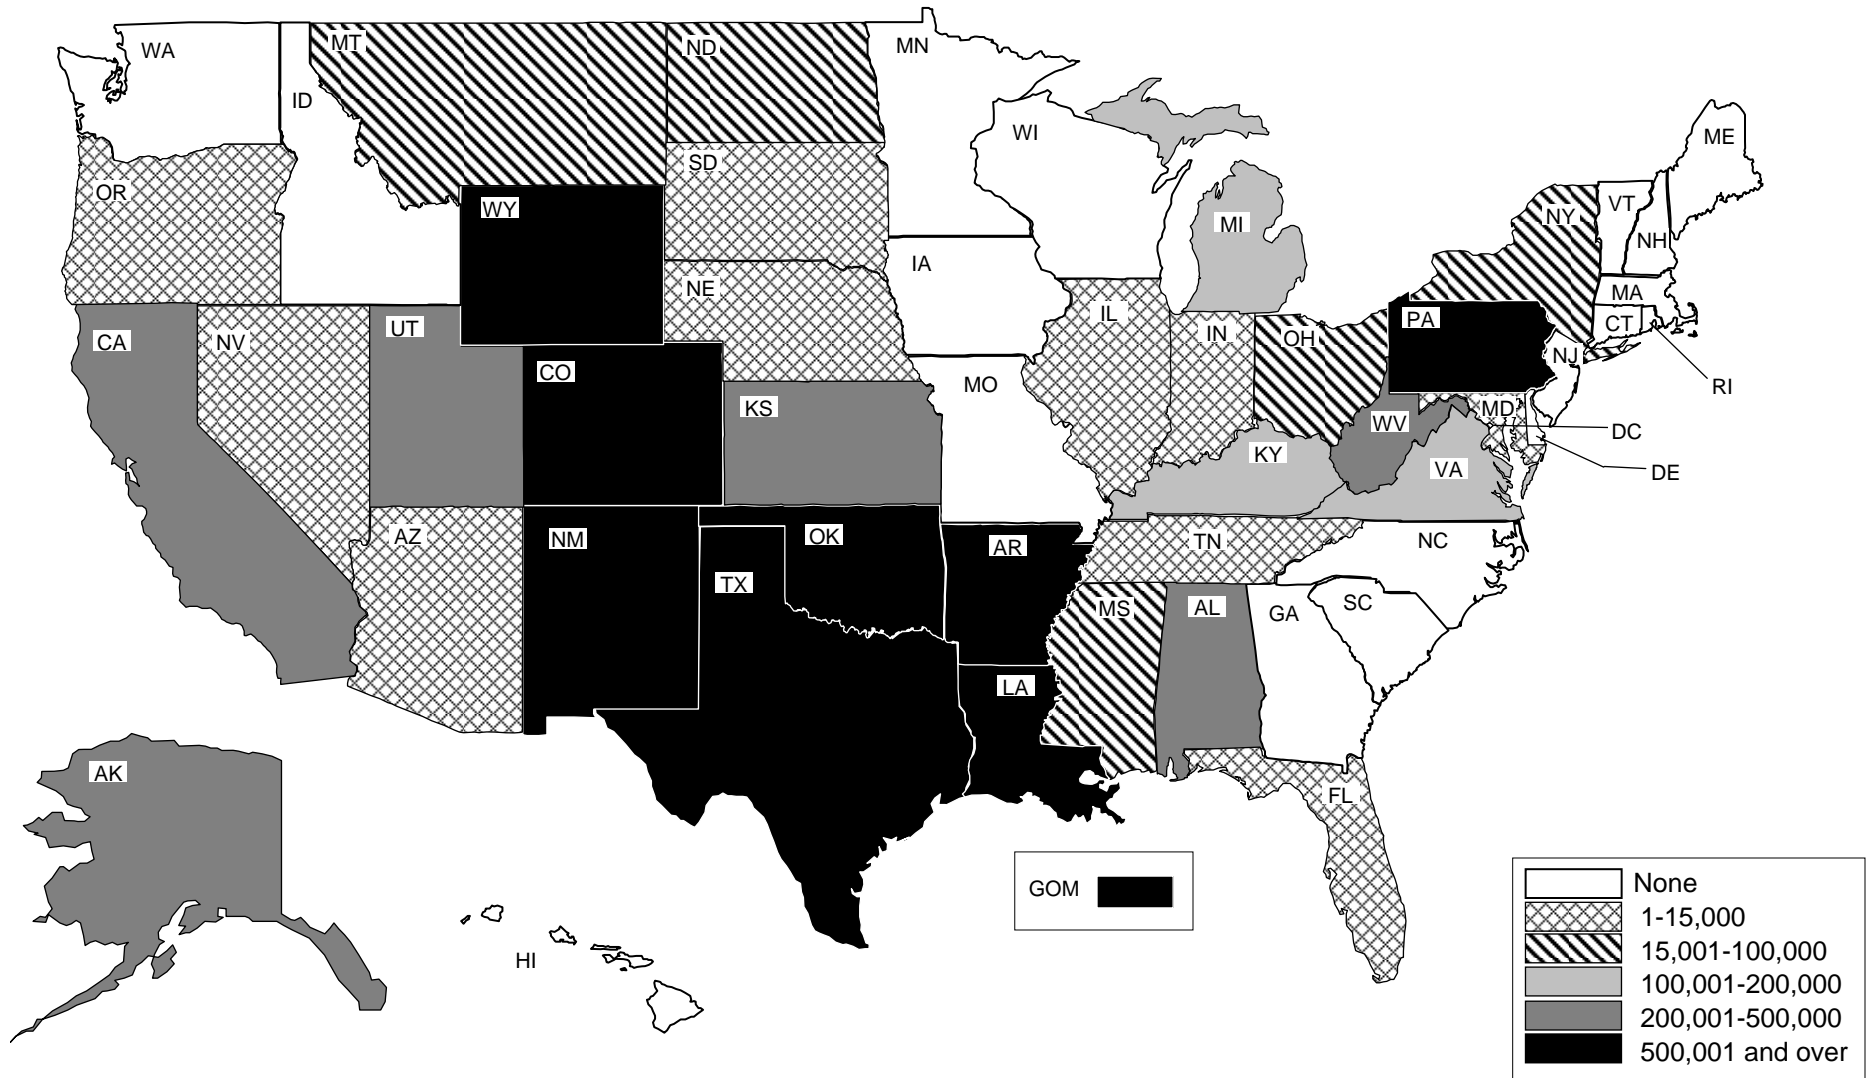 WA
MT
ND
MN
ID
WI
ME
SD
OR
WY
MI
NY
VT
NH
IA
NE
MA
IL
PA
CT
CA
NV
UT
IN
OH
NJ
CO
MO
RI
KS
MD
WV
DC
KY
VA
DE
AZ
NM
OK
AR
TN
NC
TX
MS
AL
GA
SC
LA
AK
FL
GOM
HI
None
1-15,000
15,001-100,000
100,001-200,000
200,001-500,000
500,001 and over